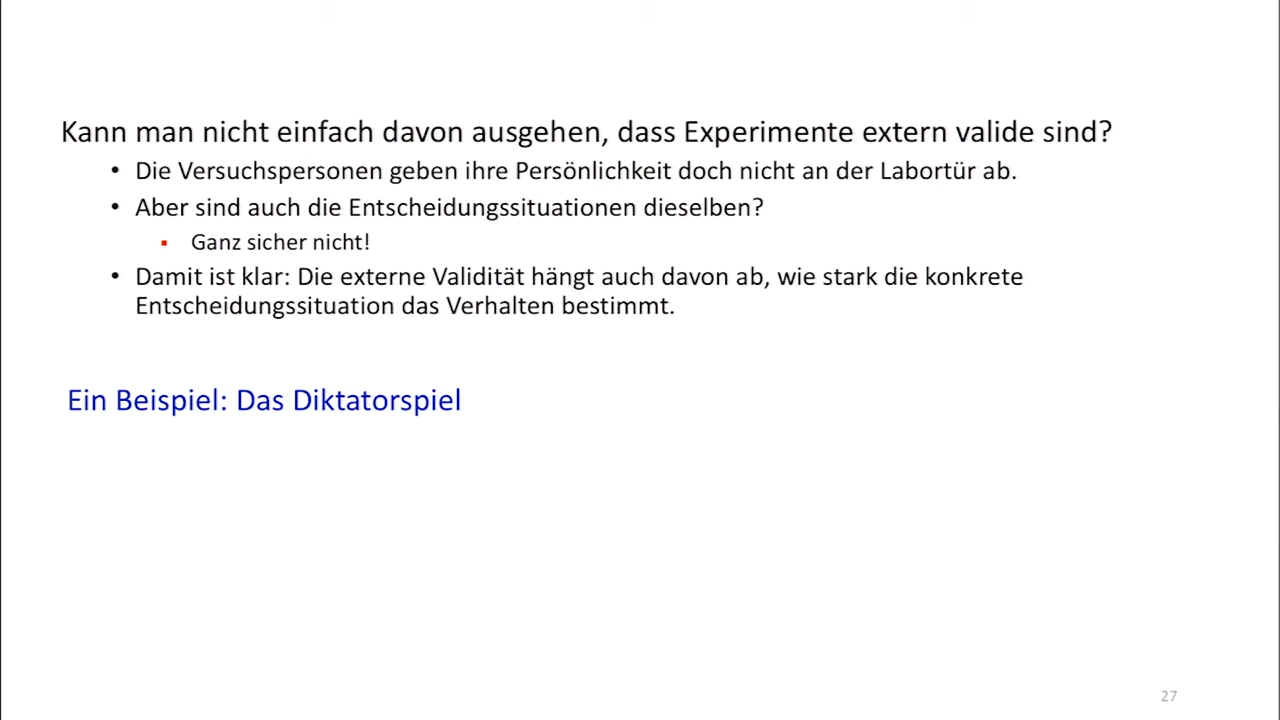 Kann man nicht einfach davon ausgehen, dass Experimente extern valide sind?
• Die Versuchspersonen geben ihre Persönlichkeit doch nicht an der Labortür ab.
• Aber sind auch die Entscheidungssituationen dieselben?
▪ Ganz sicher nicht!
• Damit ist klar: Die externe Validität hängt auch davon ab, wie stark die konkrete
Entscheidungssituation das Verhalten bestimmt.
Ein Beispiel: Das Diktatorspiel
27